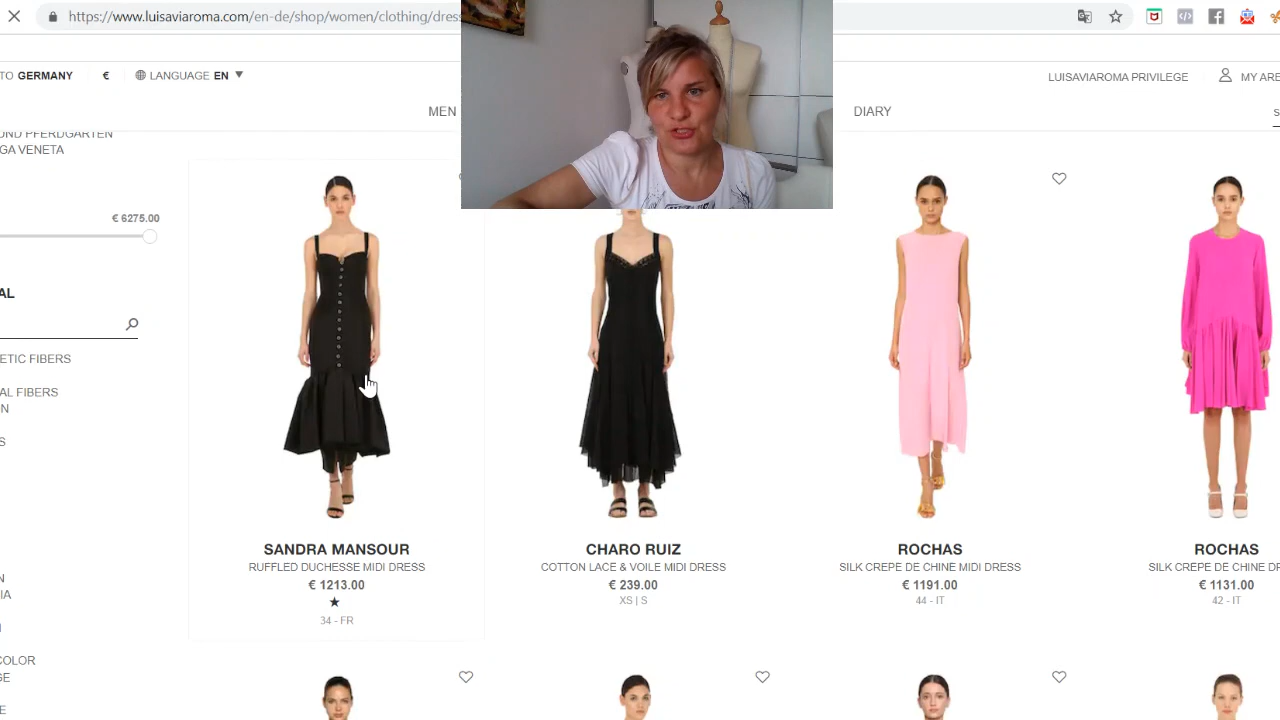 https://www.luisaviaroma.com/en-de/shop/women/clothing/dress
TO GERMANY € LANGUAGE EN
LUISAVIAROMA PRIVILEGE MY ARE
MEN DIARY S
UND PFERDGARTEN
GA VENETA
€ 6275.00
AL
ETIC FIBERS
AL FIBERS
N
S
N
IA
COLOR
GE
E
SANDRA MANSOUR
RUFFLED DUCHESSE MIDI DRESS
€ 1213.00
34 - FR
CHARO RUIZ
COTTON LACE & VOILE MIDI DRESS
€ 239.00
XS | S
ROCHAS
SILK CREPE DE CHINE MIDI DRESS
€ 1191.00
44 - IT
ROCHAS
SILK CREPE DE CHINE D
€ 1131.00
42 - IT